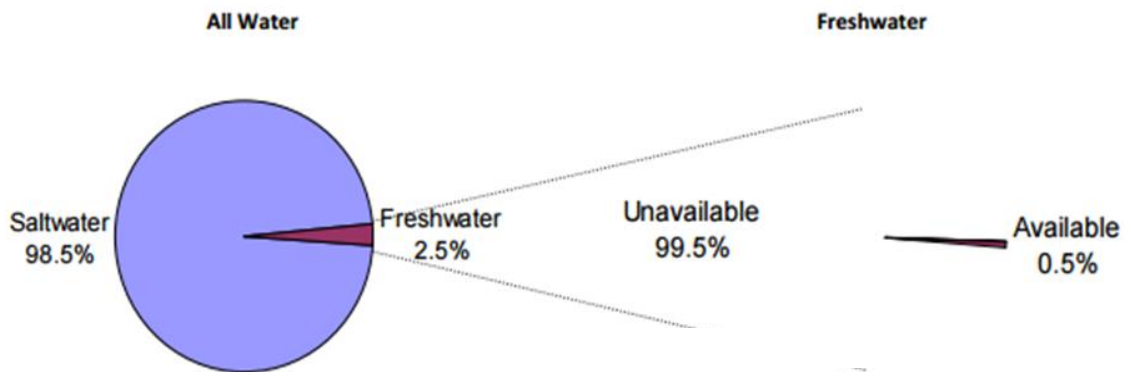 All Water
Freshwater
Saltwater
98.5%
Freshwater
2.5%
Unavailable
99.5%
Available
0.5%